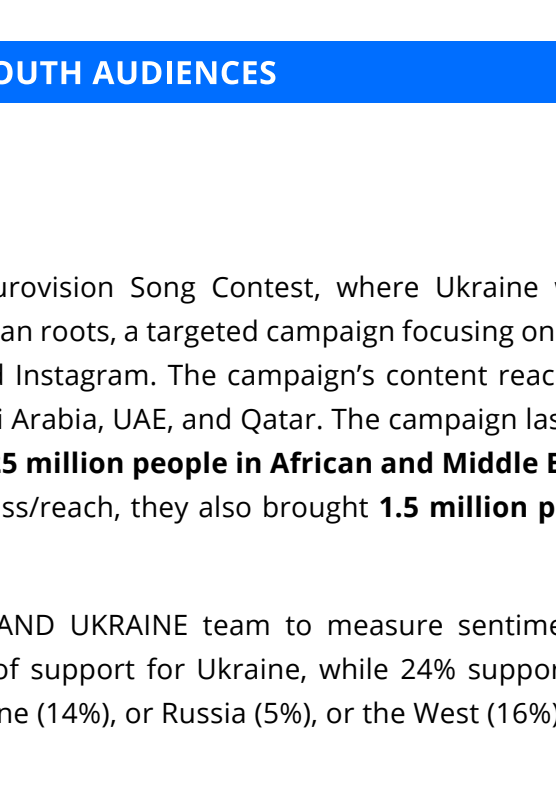 OUTH AUDIENCES
urovision Song Contest, where Ukraine
an roots, a targeted campaign focusing on
Instagram. The campaign's content reac
i Arabia, UAE, and Qatar. The campaign las
5 million people in African and Middle E
ss/reach, they also brought 1.5 million p
AND UKRAINE team to measure sentime
of support for Ukraine, while 24% suppor
ne (14%), or Russia (5%), or the West (16%)